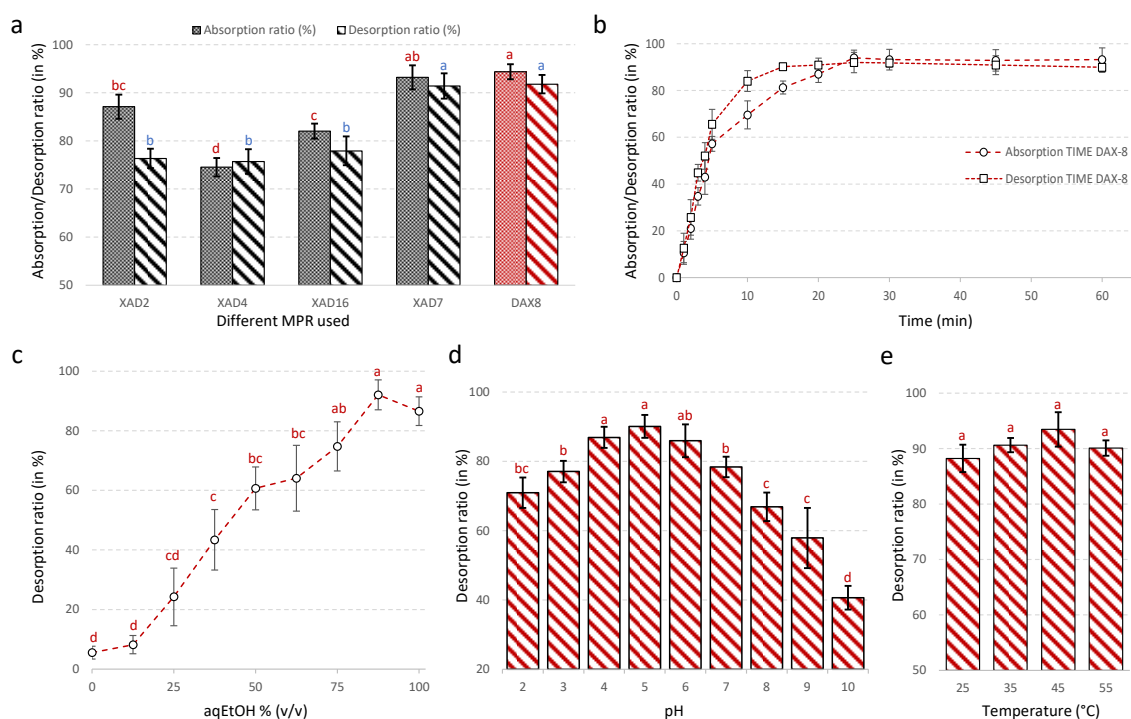 a
Absorption ratio (%) Desorption ratio (%)
Absorption/Desorption ratio (in %)
100
90
80
70
60
50
bc b d b c b ab a a a
XAD2 XAD4 XAD16 XAD7 DAX8
Different MPR used
b
Absorption/Desorption ratio (in %)
100
80
60
40
20
0
Absorption TIME DAX-8
Desorption TIME DAX-8
0 10 20 30 40 50 60
Time (min)
c
Desorption ratio (in %)
100
80
60
40
20
0
d d cd c bc bc ab a a
0 25 50 75 100
aqEtOH % (v/v)
d
Desorption ratio (in %)
100
80
60
40
20
bc b a a ab b c c d
2 3 4 5 6 7 8 9 10
pH
e
Desorption ratio (in %)
100
90
80
70
60
50
a a a a
25 35 45 55
Temperature (°C)